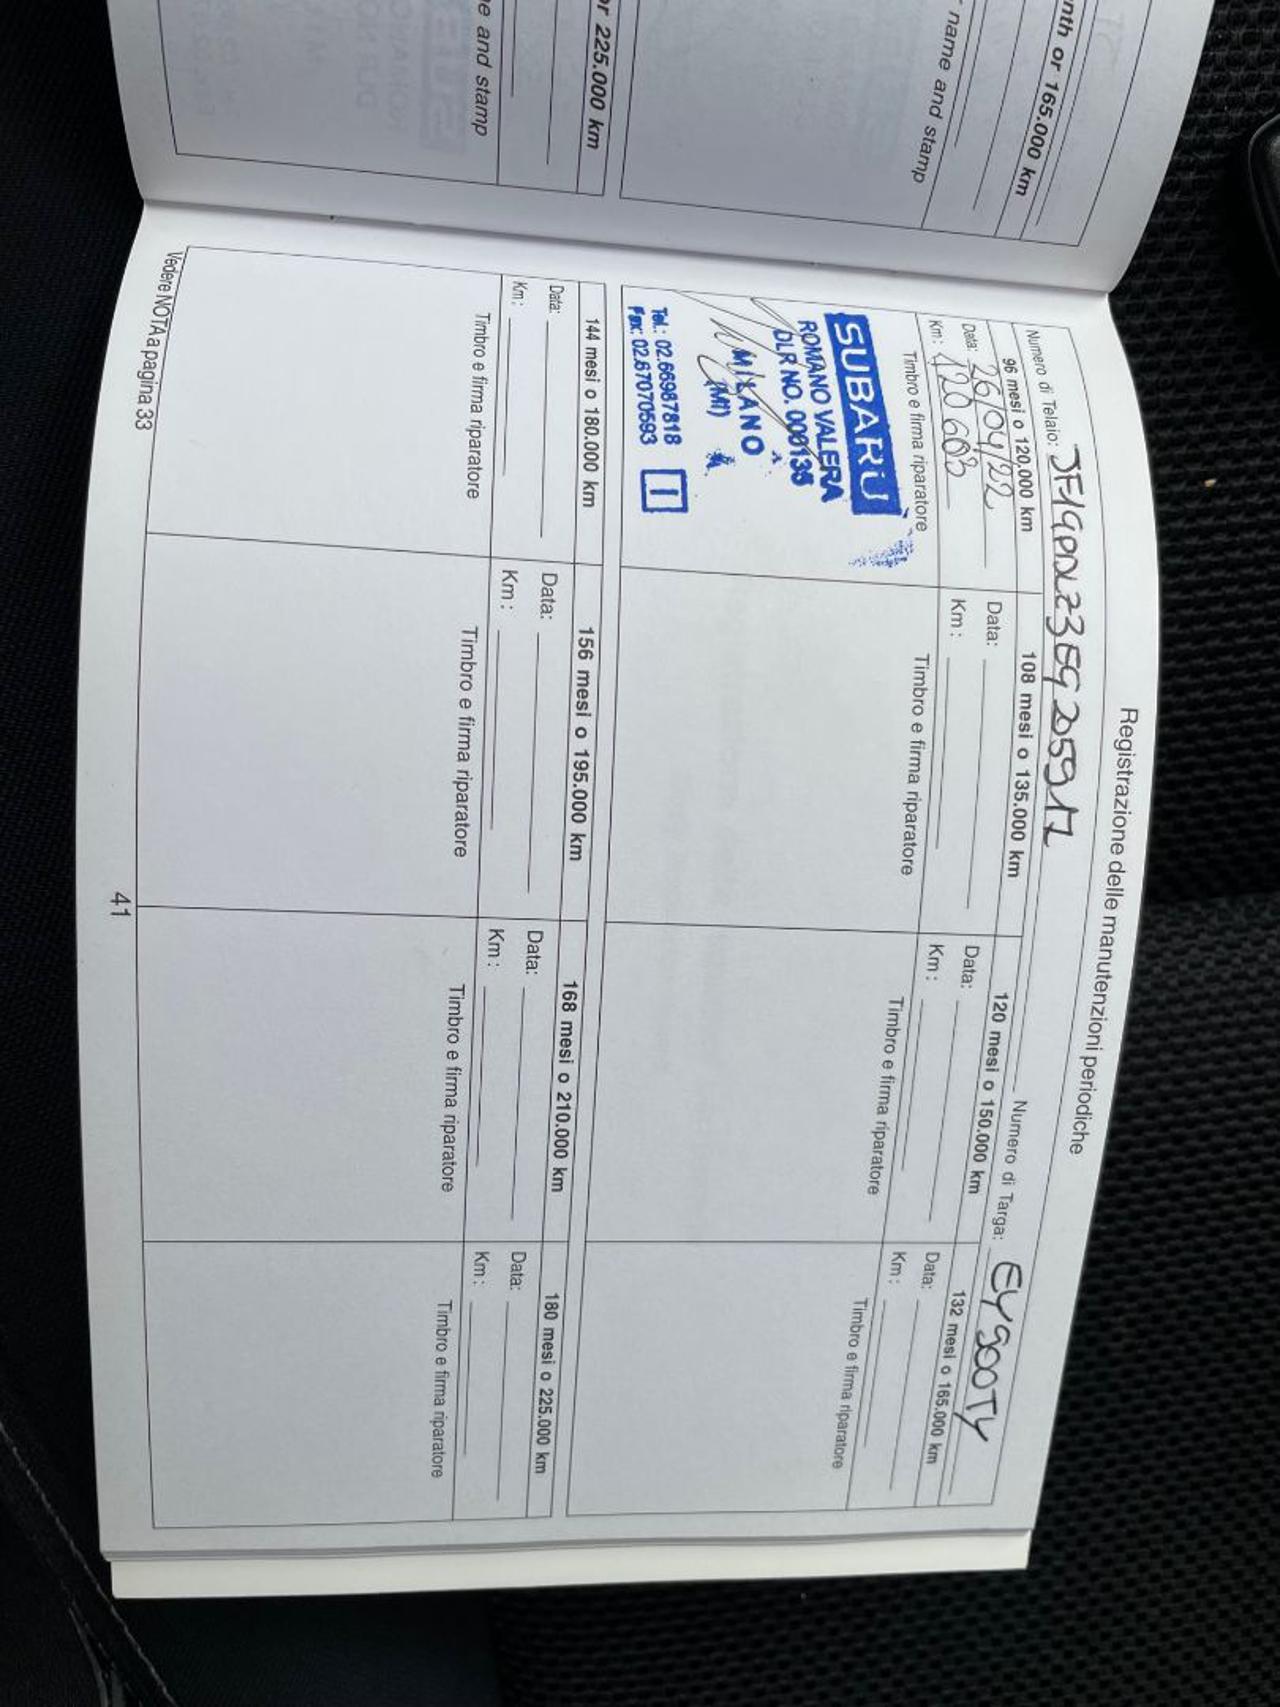 nth or 165.000 km
name and stamp
or 225.000 km
e and stamp
Registrazione delle manutenzioni periodiche
Numero di Telaio: JF1GPDLZ3EG205917 Numero di Targa: EY900TY
96 mesi o 120.000 km
Data: 26/04/22
Km: 120603
Timbro e firma riparatore
SUBARU
ROMANO VALERA
DLR NO. 000135
MILANO
(MI)
Tel.: 02.66987818
Fax: 02.67070593
I
108 mesi o 135.000 km
Data:
Km:
Timbro e firma riparatore
120 mesi o 150.000 km
Data:
Km:
Timbro e firma riparatore
132 mesi o 165.000 km
Data:
Km:
Timbro e firma riparatore
144 mesi o 180.000 km
Data:
Km:
Timbro e firma riparatore
156 mesi o 195.000 km
Data:
Km:
Timbro e firma riparatore
168 mesi o 210.000 km
Data:
Km:
Timbro e firma riparatore
180 mesi o 225.000 km
Data:
Km:
Timbro e firma riparatore
Vedere NOTA a pagina 33
41